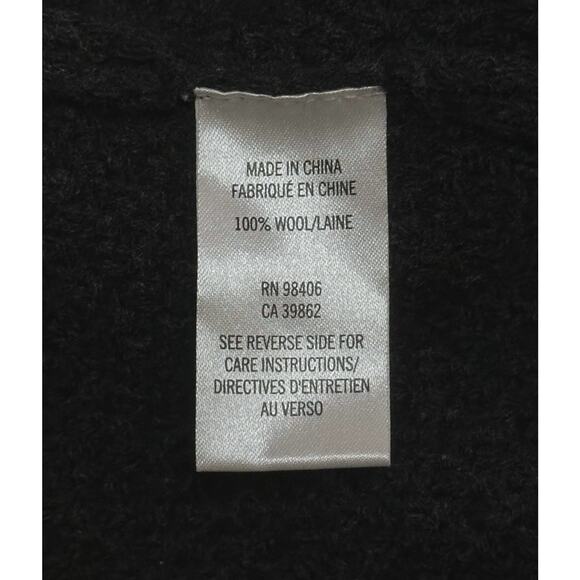 MADE IN CHINA
FABRIQUÉ EN CHINE
100% WOOL/LAINE
RN 98406
CA 39862
SEE REVERSE SIDE FOR
CARE INSTRUCTIONS/
DIRECTIVES D'ENTRETIEN
AU VERSO